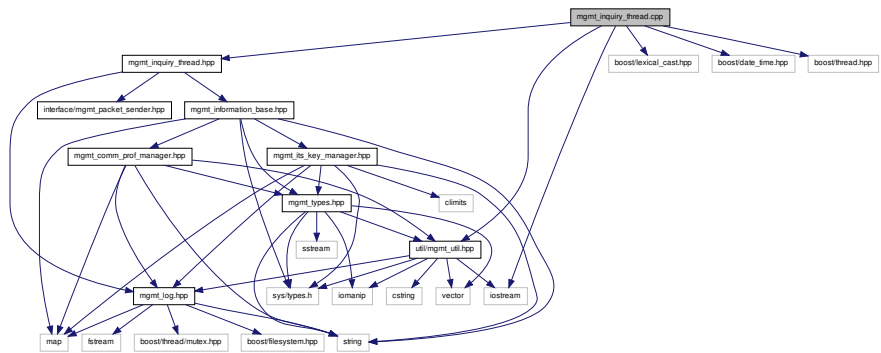 mgmt_inquiry_thread.cpp
mgmt_inquiry_thread.hpp
boost/lexical_cast.hpp
boost/date_time.hpp
boost/thread.hpp
interface/mgmt_packet_sender.hpp
mgmt_information_base.hpp
mgmt_comm_prof_manager.hpp
mgmt_its_key_manager.hpp
mgmt_types.hpp
climits
sstream
util/mgmt_util.hpp
mgmt_log.hpp
sys/types.h
iomanip
cstring
vector
iostream
map
fstream
boost/thread/mutex.hpp
boost/filesystem.hpp
string